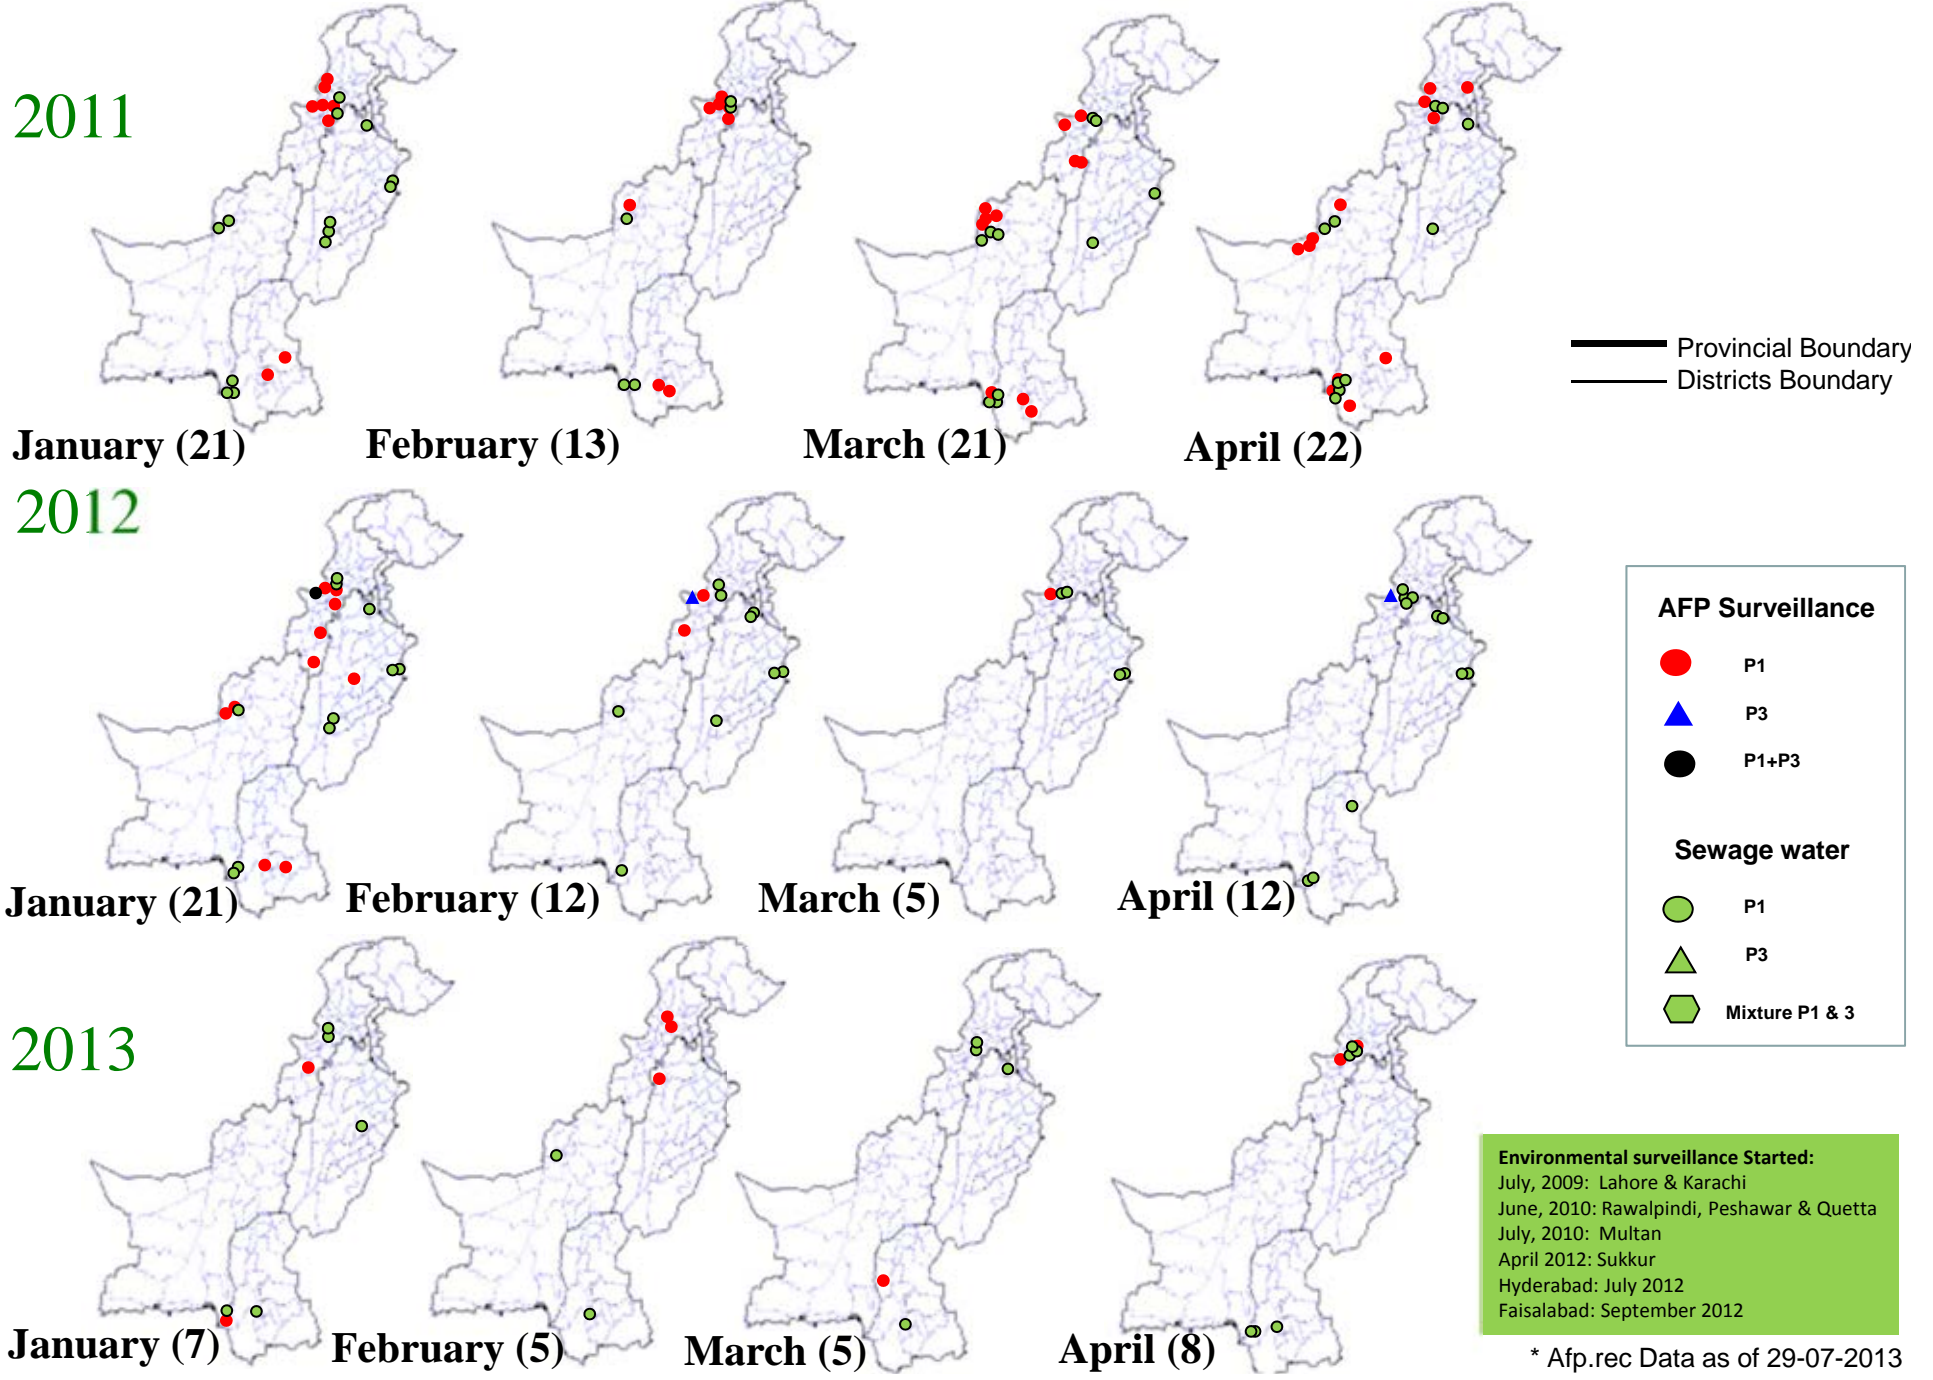 2011
January (21)
February (13)
March (21)
April (22)
Provincial Boundary
Districts Boundary
2012
January (21)
February (12)
March (5)
April (12)
AFP Surveillance
P1
P3
P1+P3
Sewage water
P1
P3
Mixture P1 & 3
2013
January (7)
February (5)
March (5)
April (8)
Environmental surveillance Started:
July, 2009: Lahore & Karachi
June, 2010: Rawalpindi, Peshawar & Quetta
July, 2010: Multan
April 2012: Sukkur
Hyderabad: July 2012
Faisalabad: September 2012
* Afp.rec Data as of 29-07-2013